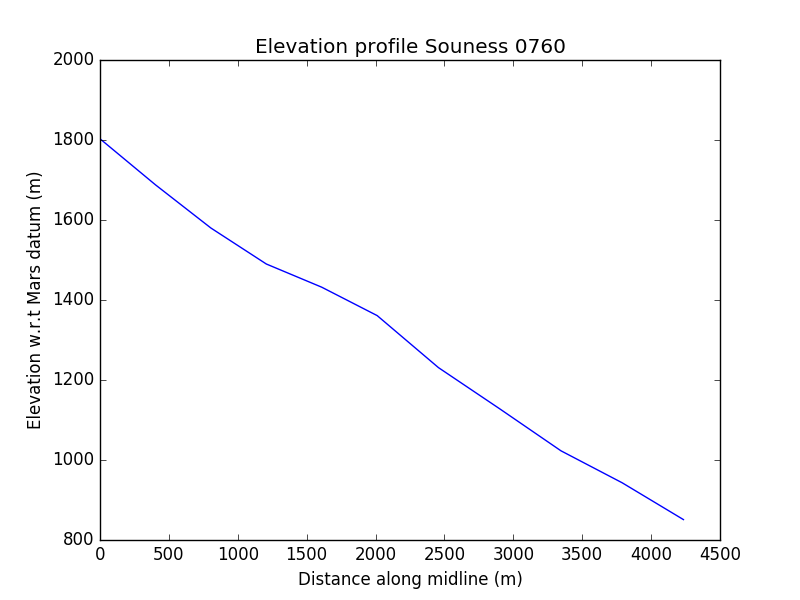 Elevation profile Souness 0760
2000
1800
1600
1400
1200
1000
800
Elevation w.r.t Mars datum (m)
0 500 1000 1500 2000 2500 3000 3500 4000 4500
Distance along midline (m)